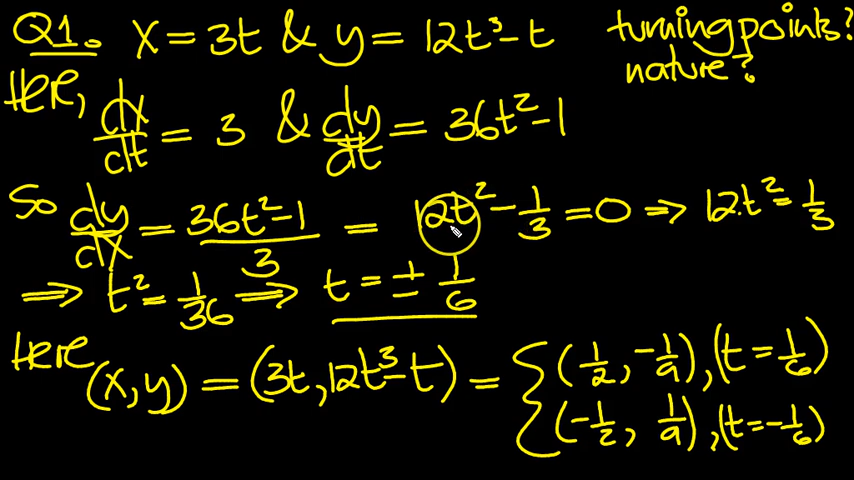 Q1. x = 3t & y = 12t³ - t
turning points?
nature?
Here,
dx/dt = 3 & dy/dt = 36t² - 1
So dy/dx = (36t² - 1)/3 = 12t² - 1/3 = 0 ⇒ 12t² = 1/3
⇒ t² = 1/36 ⇒ t = ± 1/6
Here (x, y) = (3t, 12t³ - t) = { (1/2, -1/9), (t = 1/6)
(-1/2, 1/9), (t = -1/6)